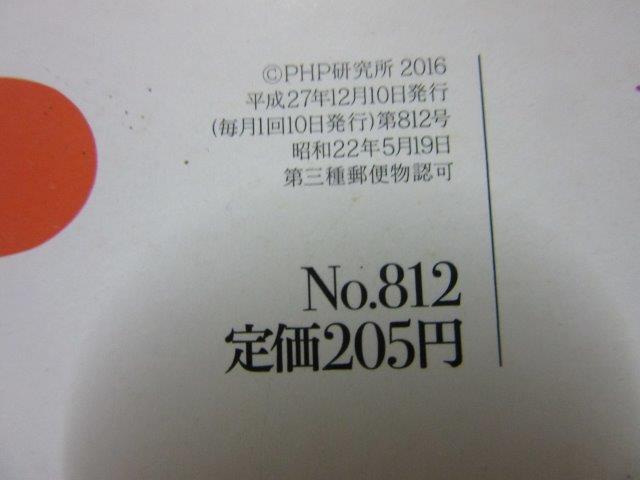 ©PHP研究所 2016
平成27年12月10日発行
(毎月1回10日発行)第812号
昭和22年5月19日
第三種郵便物認可
No.812
定価205円